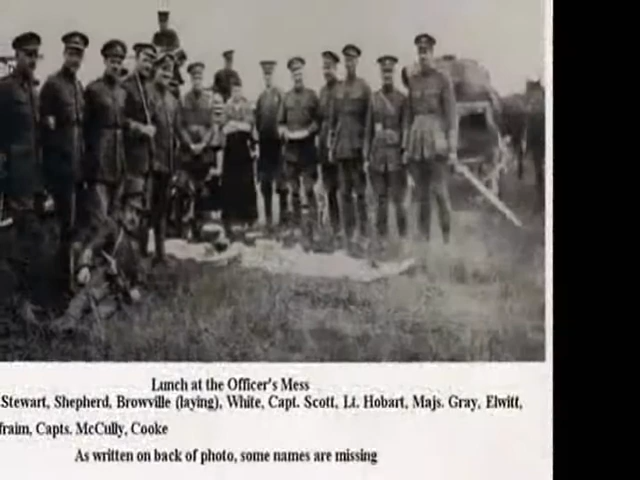 Lunch at the Officer's Mess
Stewart, Shepherd, Browville (laying), White, Capt. Scott, Lt. Hobart, Majs. Gray, Elwitt,
fraim, Capts. McCully, Cooke
As written on back of photo, some names are missing